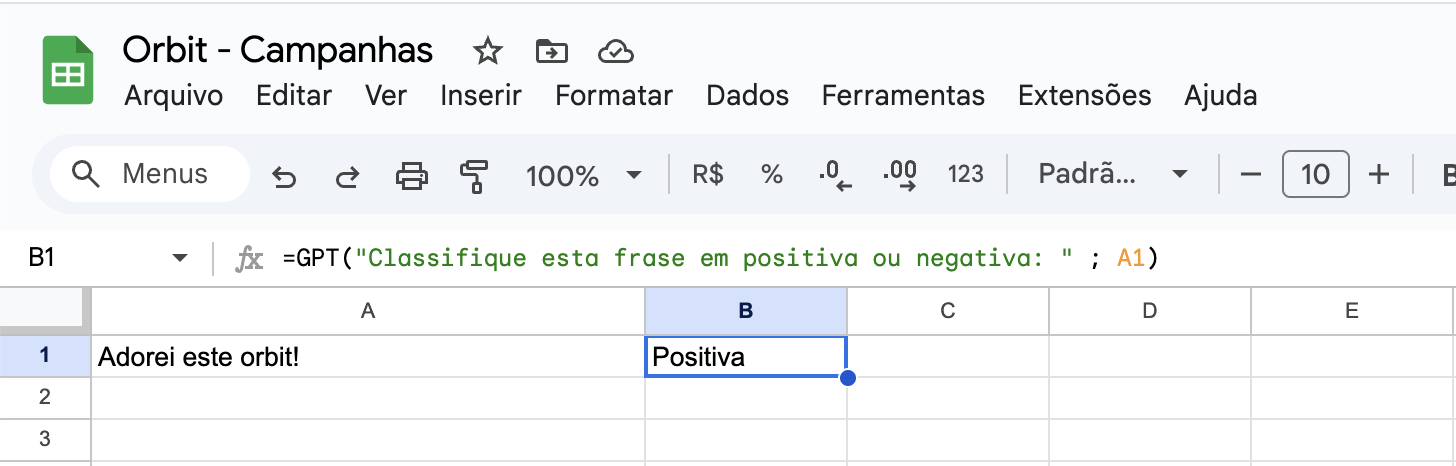 Orbit - Campanhas
Arquivo Editar Ver Inserir Formatar Dados Ferramentas Extensões Ajuda
Menus 100% R$ % .0 .00 123 Padrã... 10 B
B1 fx =GPT("Classifique esta frase em positiva ou negativa: " ; A1)
A B C D E
1 Adorei este orbit! Positiva
2
3